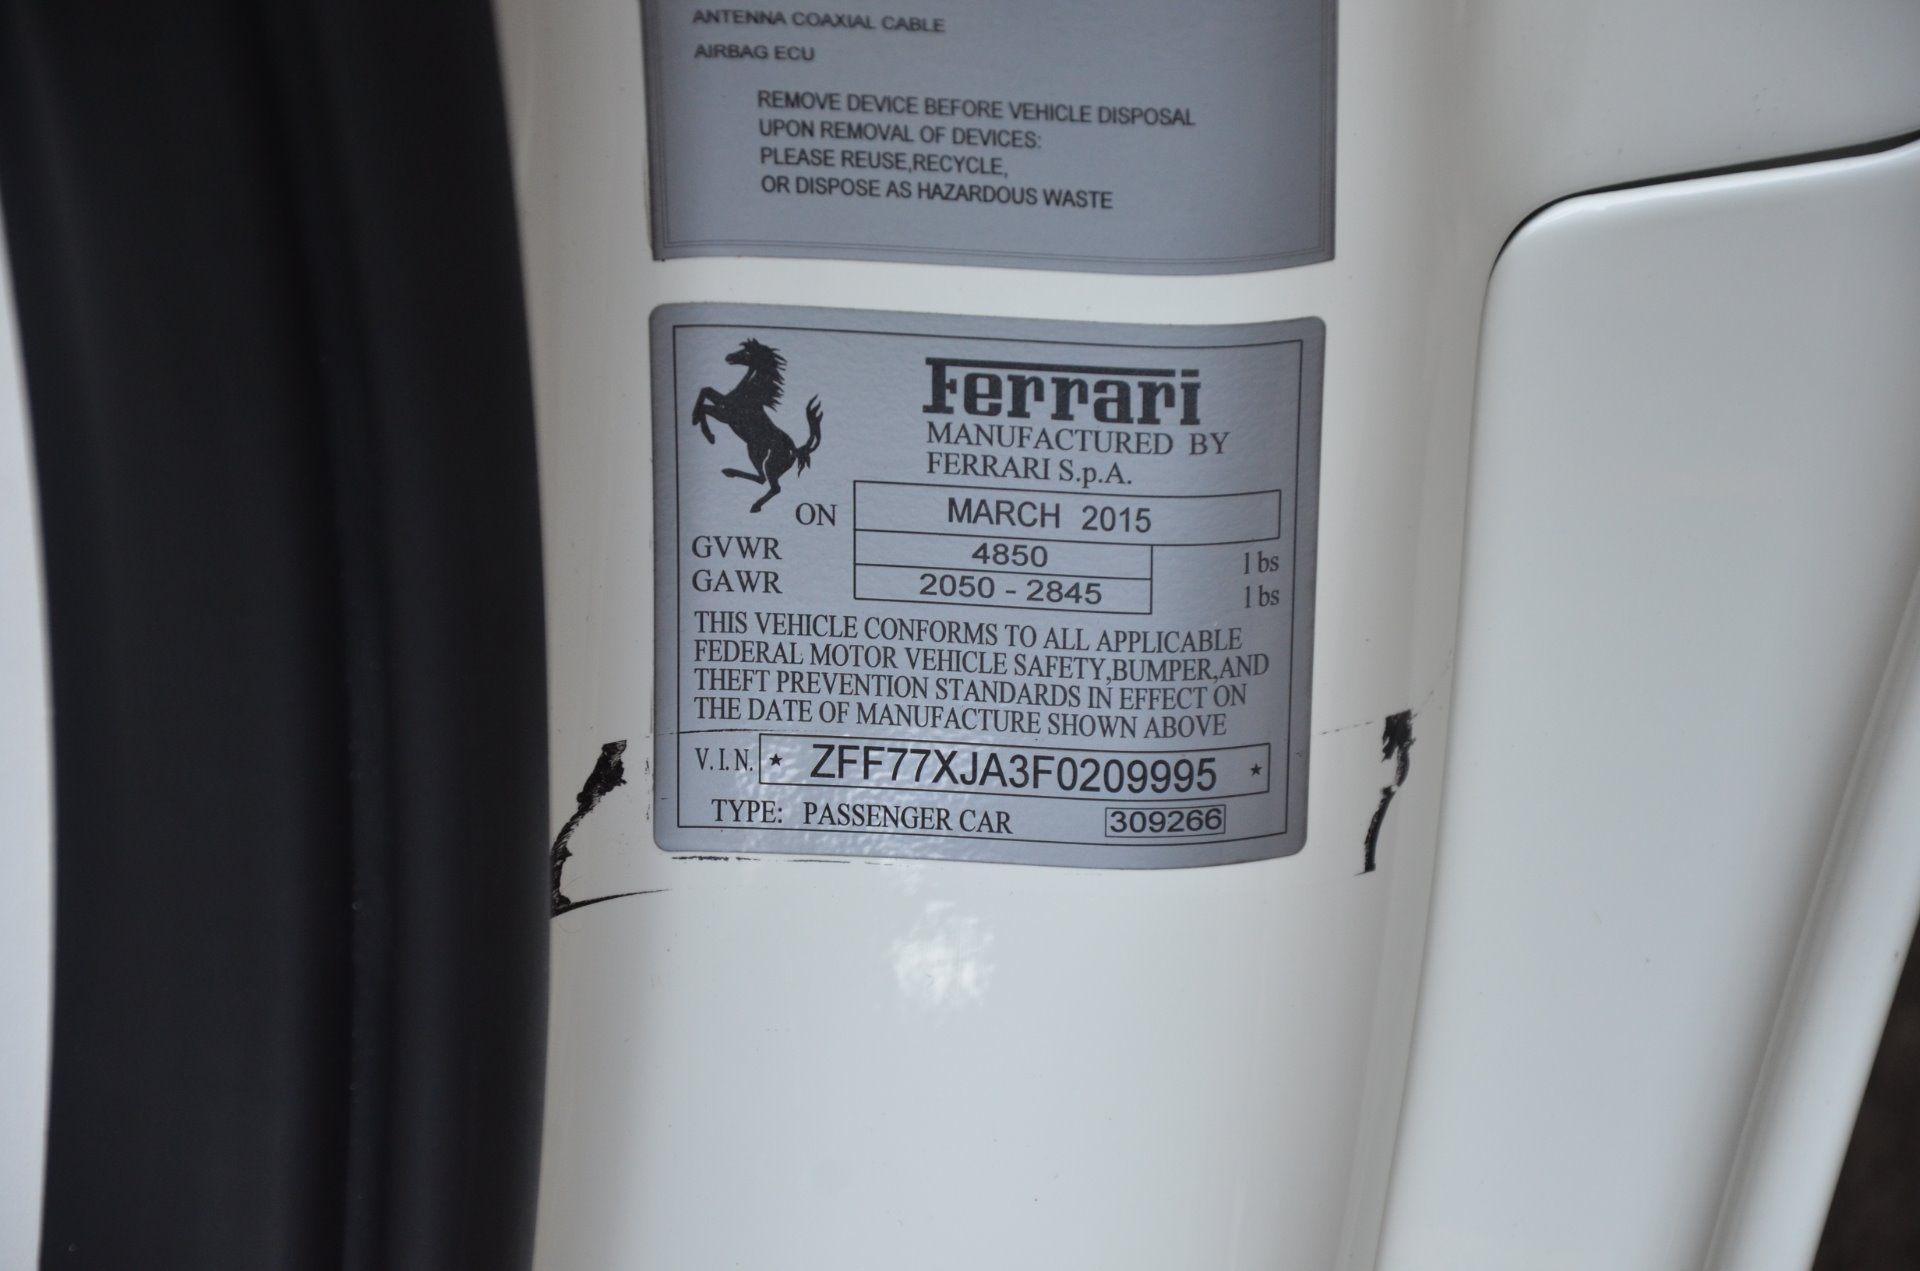 ANTENNA COAXIAL CABLE
AIRBAG ECU
REMOVE DEVICE BEFORE VEHICLE DISPOSAL
UPON REMOVAL OF DEVICES:
PLEASE REUSE,RECYCLE,
OR DISPOSE AS HAZARDOUS WASTE
Ferrari
MANUFACTURED BY
FERRARI S.p.A.
ON MARCH 2015
GVWR 4850 lbs
GAWR 2050 - 2845 lbs
THIS VEHICLE CONFORMS TO ALL APPLICABLE
FEDERAL MOTOR VEHICLE SAFETY,BUMPER,AND
THEFT PREVENTION STANDARDS IN EFFECT ON
THE DATE OF MANUFACTURE SHOWN ABOVE
V.I.N. ★ ZFF77XJA3F0209995 ★
TYPE: PASSENGER CAR 309266